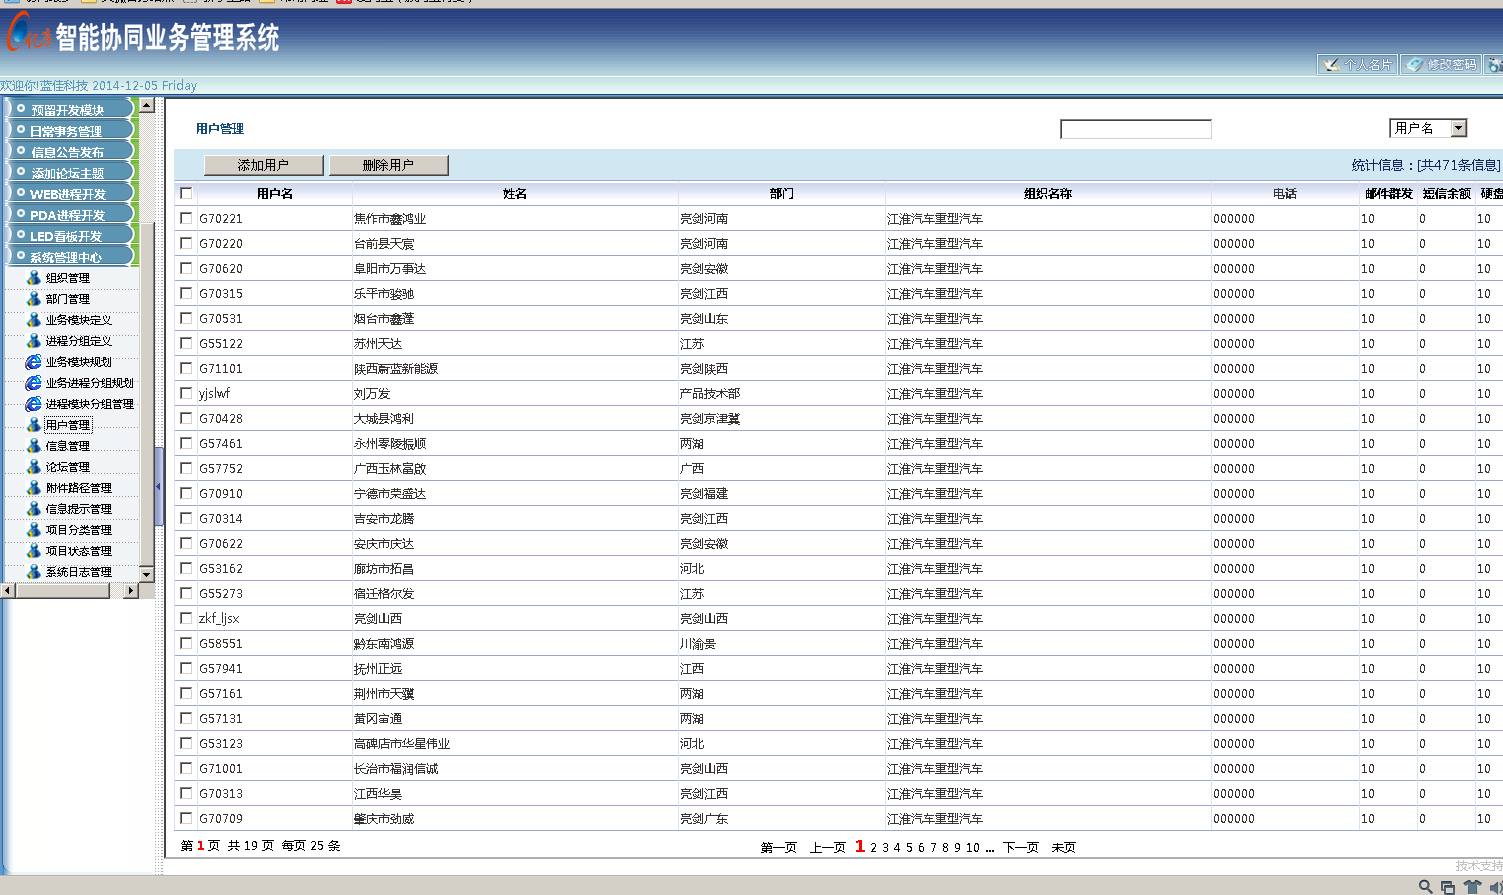 智能协同业务管理系统
个人名片 修改密码
欢迎你!蓝佳科技 2014-12-05 Friday
预留开发模块
日常事务管理
信息公告发布
添加论坛主题
WEB进程开发
PDA进程开发
LED看板开发
系统管理中心
组织管理
部门管理
业务模块定义
进程分组定义
业务模块规划
业务进程分组规划
进程模块分组管理
用户管理
信息管理
论坛管理
附件路径管理
信息提示管理
项目分类管理
项目状态管理
系统日志管理
用户管理 用户名
添加用户 删除用户 统计信息：[共471条信息]
用户名 姓名 部门 组织名称 电话 邮件群发 短信余额 硬盘
G70221 焦作市鑫鸿业 亮剑河南 江淮汽车重型汽车 000000 10 0 10
G70220 台前县天宸 亮剑河南 江淮汽车重型汽车 000000 10 0 10
G70620 阜阳市万事达 亮剑安徽 江淮汽车重型汽车 000000 10 0 10
G70315 乐平市骏驰 亮剑江西 江淮汽车重型汽车 000000 10 0 10
G70531 烟台市鑫蓬 亮剑山东 江淮汽车重型汽车 000000 10 0 10
G55122 苏州天达 江苏 江淮汽车重型汽车 000000 10 0 10
G71101 陕西蔚蓝新能源 亮剑陕西 江淮汽车重型汽车 000000 10 0 10
yjslwf 刘万发 产品技术部 江淮汽车重型汽车 000000 10 0 10
G70428 大城县鸿利 亮剑京津冀 江淮汽车重型汽车 000000 10 0 10
G57461 永州零陵振顺 两湖 江淮汽车重型汽车 000000 10 0 10
G57752 广西玉林富啟 广西 江淮汽车重型汽车 000000 10 0 10
G70910 宁德市荣盛达 亮剑福建 江淮汽车重型汽车 000000 10 0 10
G70314 吉安市龙腾 亮剑江西 江淮汽车重型汽车 000000 10 0 10
G70622 安庆市庆达 亮剑安徽 江淮汽车重型汽车 000000 10 0 10
G53162 廊坊市拓昌 河北 江淮汽车重型汽车 000000 10 0 10
G55273 宿迁格尔发 江苏 江淮汽车重型汽车 000000 10 0 10
zkf_ljsx 亮剑山西 亮剑山西 江淮汽车重型汽车 000000 10 0 10
G58551 黔东南鸿源 川渝贵 江淮汽车重型汽车 000000 10 0 10
G57941 抚州正远 江西 江淮汽车重型汽车 000000 10 0 10
G57161 荆州市天骥 两湖 江淮汽车重型汽车 000000 10 0 10
G57131 黄冈宙通 两湖 江淮汽车重型汽车 000000 10 0 10
G53123 高碑店市华星伟业 河北 江淮汽车重型汽车 000000 10 0 10
G71001 长治市福润信诚 亮剑山西 江淮汽车重型汽车 000000 10 0 10
G70313 江西华昊 亮剑江西 江淮汽车重型汽车 000000 10 0 10
G70709 肇庆市劲威 亮剑广东 江淮汽车重型汽车 000000 10 0 10
第 1 页 共 19 页 每页 25 条 第一页 上一页 1 2 3 4 5 6 7 8 9 10 ... 下一页 末页
技术支持